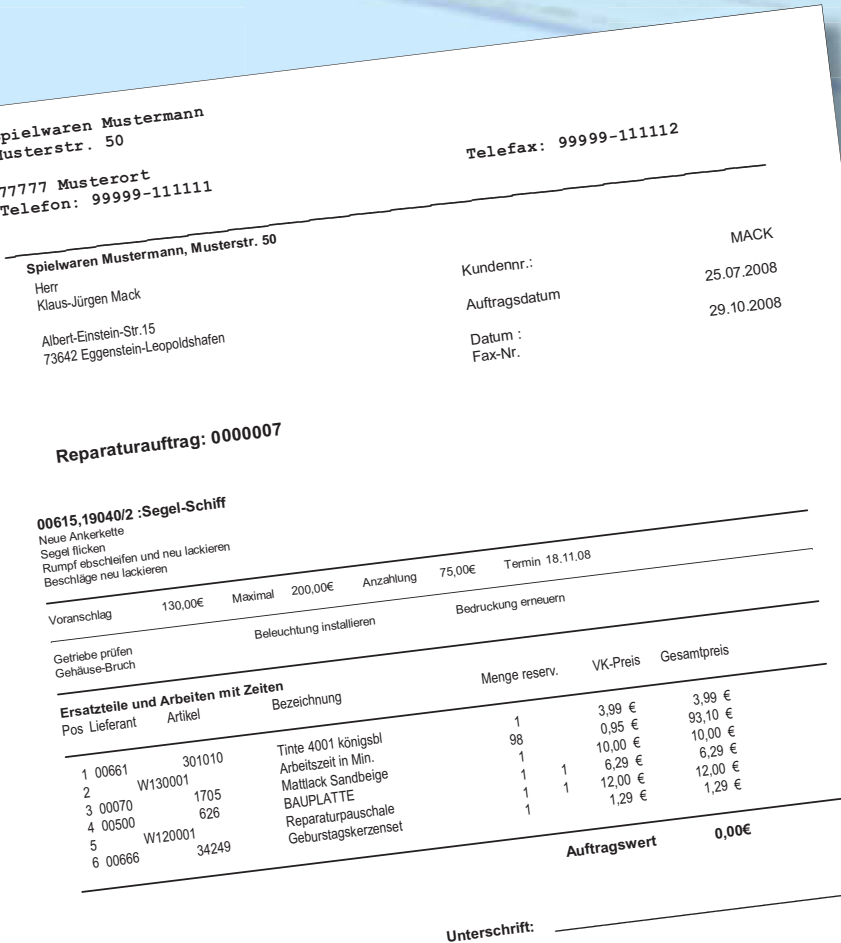 pielwaren Mustermann
usterstr. 50
77777 Musterort
Telefon: 99999-111111
Telefax: 99999-111112
Spielwaren Mustermann, Musterstr. 50
Herr
Klaus-Jürgen Mack
Albert-Einstein-Str.15
73642 Eggenstein-Leopoldshafen
Kundennr.: MACK
Auftragsdatum 25.07.2008
Datum : 29.10.2008
Fax-Nr.
Reparaturauftrag: 0000007
00615,19040/2 :Segel-Schiff
Neue Ankerkette
Segel flicken
Rumpf ebschleifen und neu lackieren
Beschläge neu lackieren
Voranschlag 130,00€ Maximal 200,00€ Anzahlung 75,00€ Termin 18.11.08
Getriebe prüfen Beleuchtung installieren Bedruckung erneuern
Gehäuse-Bruch
Ersatzteile und Arbeiten mit Zeiten
Pos Lieferant Artikel Bezeichnung Menge reserv. VK-Preis Gesamtpreis
1 00661 301010 Tinte 4001 königsbl 1 3,99 € 3,99 €
2 W130001 Arbeitszeit in Min. 98 0,95 € 93,10 €
3 00070 1705 Mattlack Sandbeige 1 10,00 € 10,00 €
4 00500 626 BAUPLATTE 1 1 6,29 € 6,29 €
5 W120001 Reparaturpauschale 1 1 12,00 € 12,00 €
6 00666 34249 Geburstagskerzenset 1 1,29 € 1,29 €
Auftragswert 0,00€
Unterschrift: